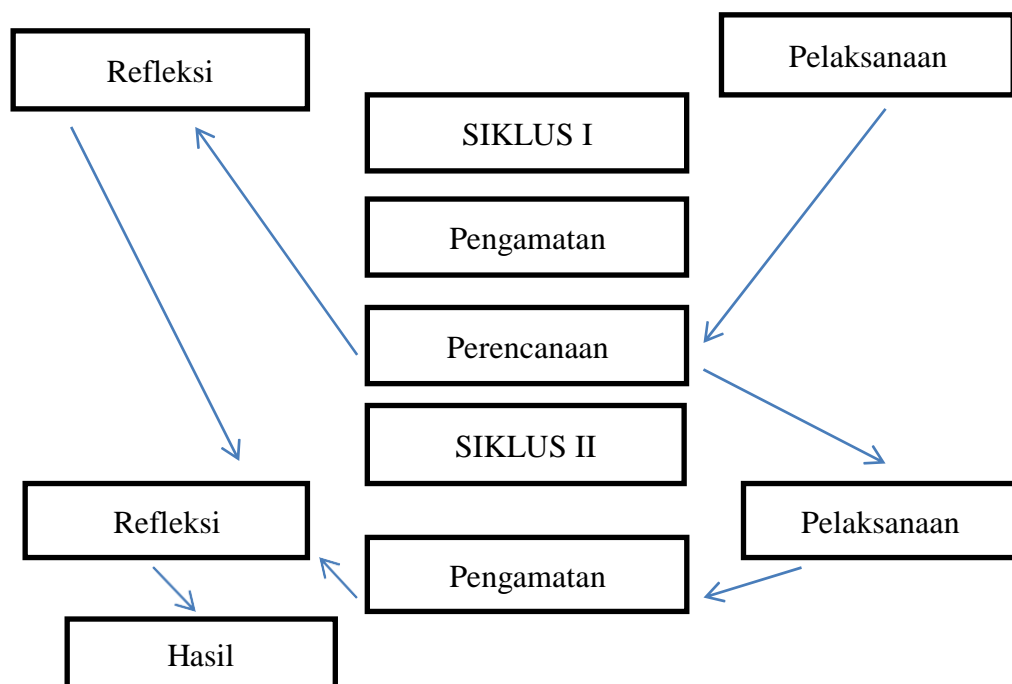 Refleksi
Pelaksanaan
SIKLUS I
Pengamatan
Perencanaan
SIKLUS II
Refleksi
Pelaksanaan
Pengamatan
Hasil